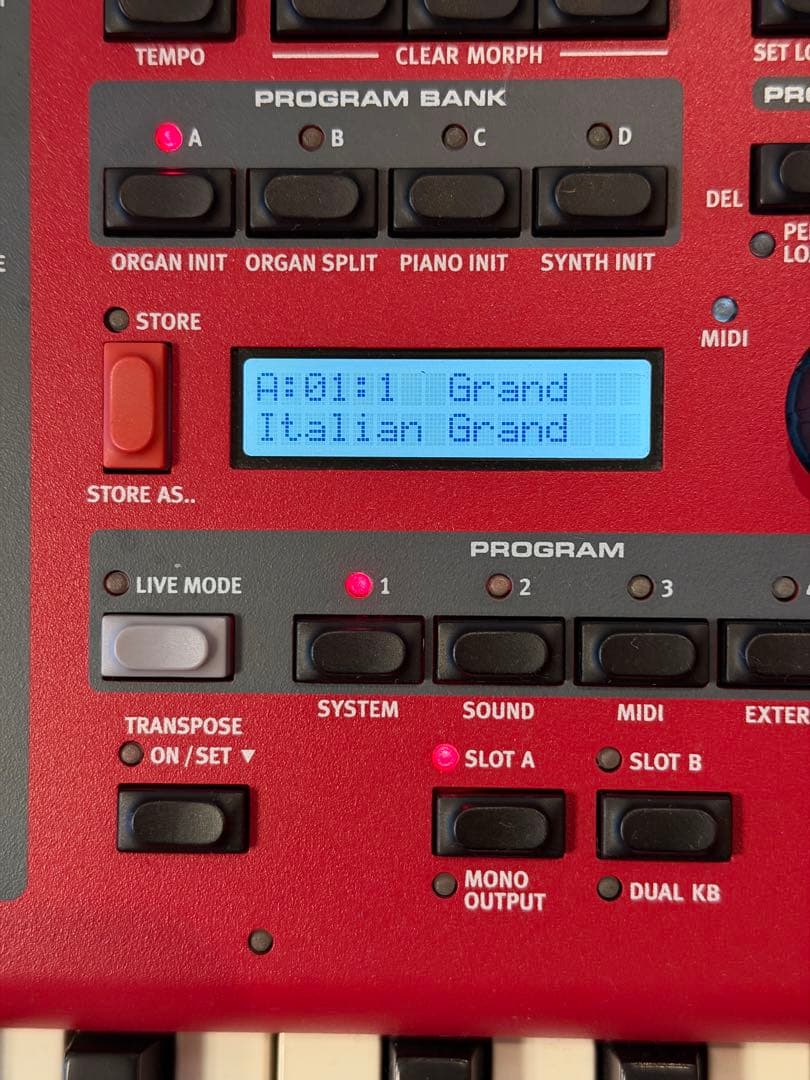 TEMPO
CLEAR MORPH
SET
PROGRAM BANK
A
B
C
D
DEL
ORGAN INIT
ORGAN SPLIT
PIANO INIT
SYNTH INIT
STORE
MIDI
A:01:1 Grand
Italian Grand
STORE AS..
PROGRAM
LIVE MODE
1
2
3
SYSTEM
SOUND
MIDI
TRANSPOSE
ON / SET ▼
SLOT A
SLOT B
MONO
OUTPUT
DUAL KB